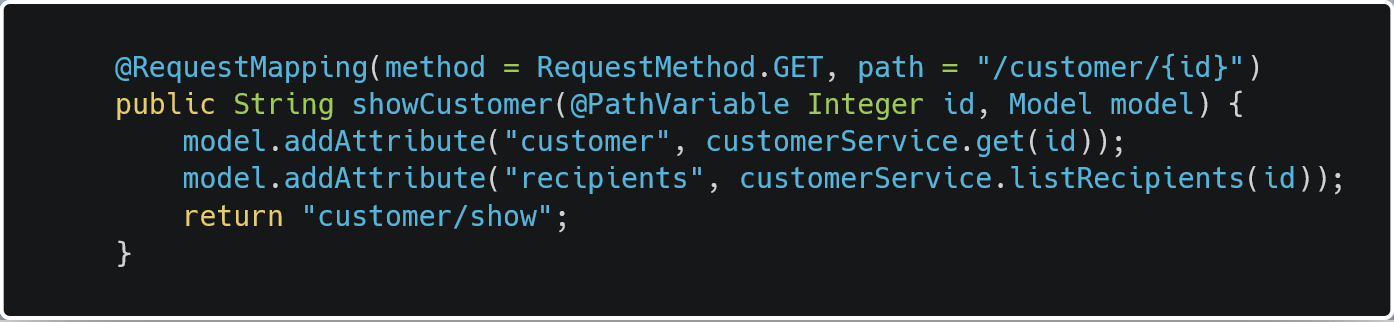 @RequestMapping(method = RequestMethod.GET, path = "/customer/{id}")
public String showCustomer(@PathVariable Integer id, Model model) {
    model.addAttribute("customer", customerService.get(id));
    model.addAttribute("recipients", customerService.listRecipients(id));
    return "customer/show";
}